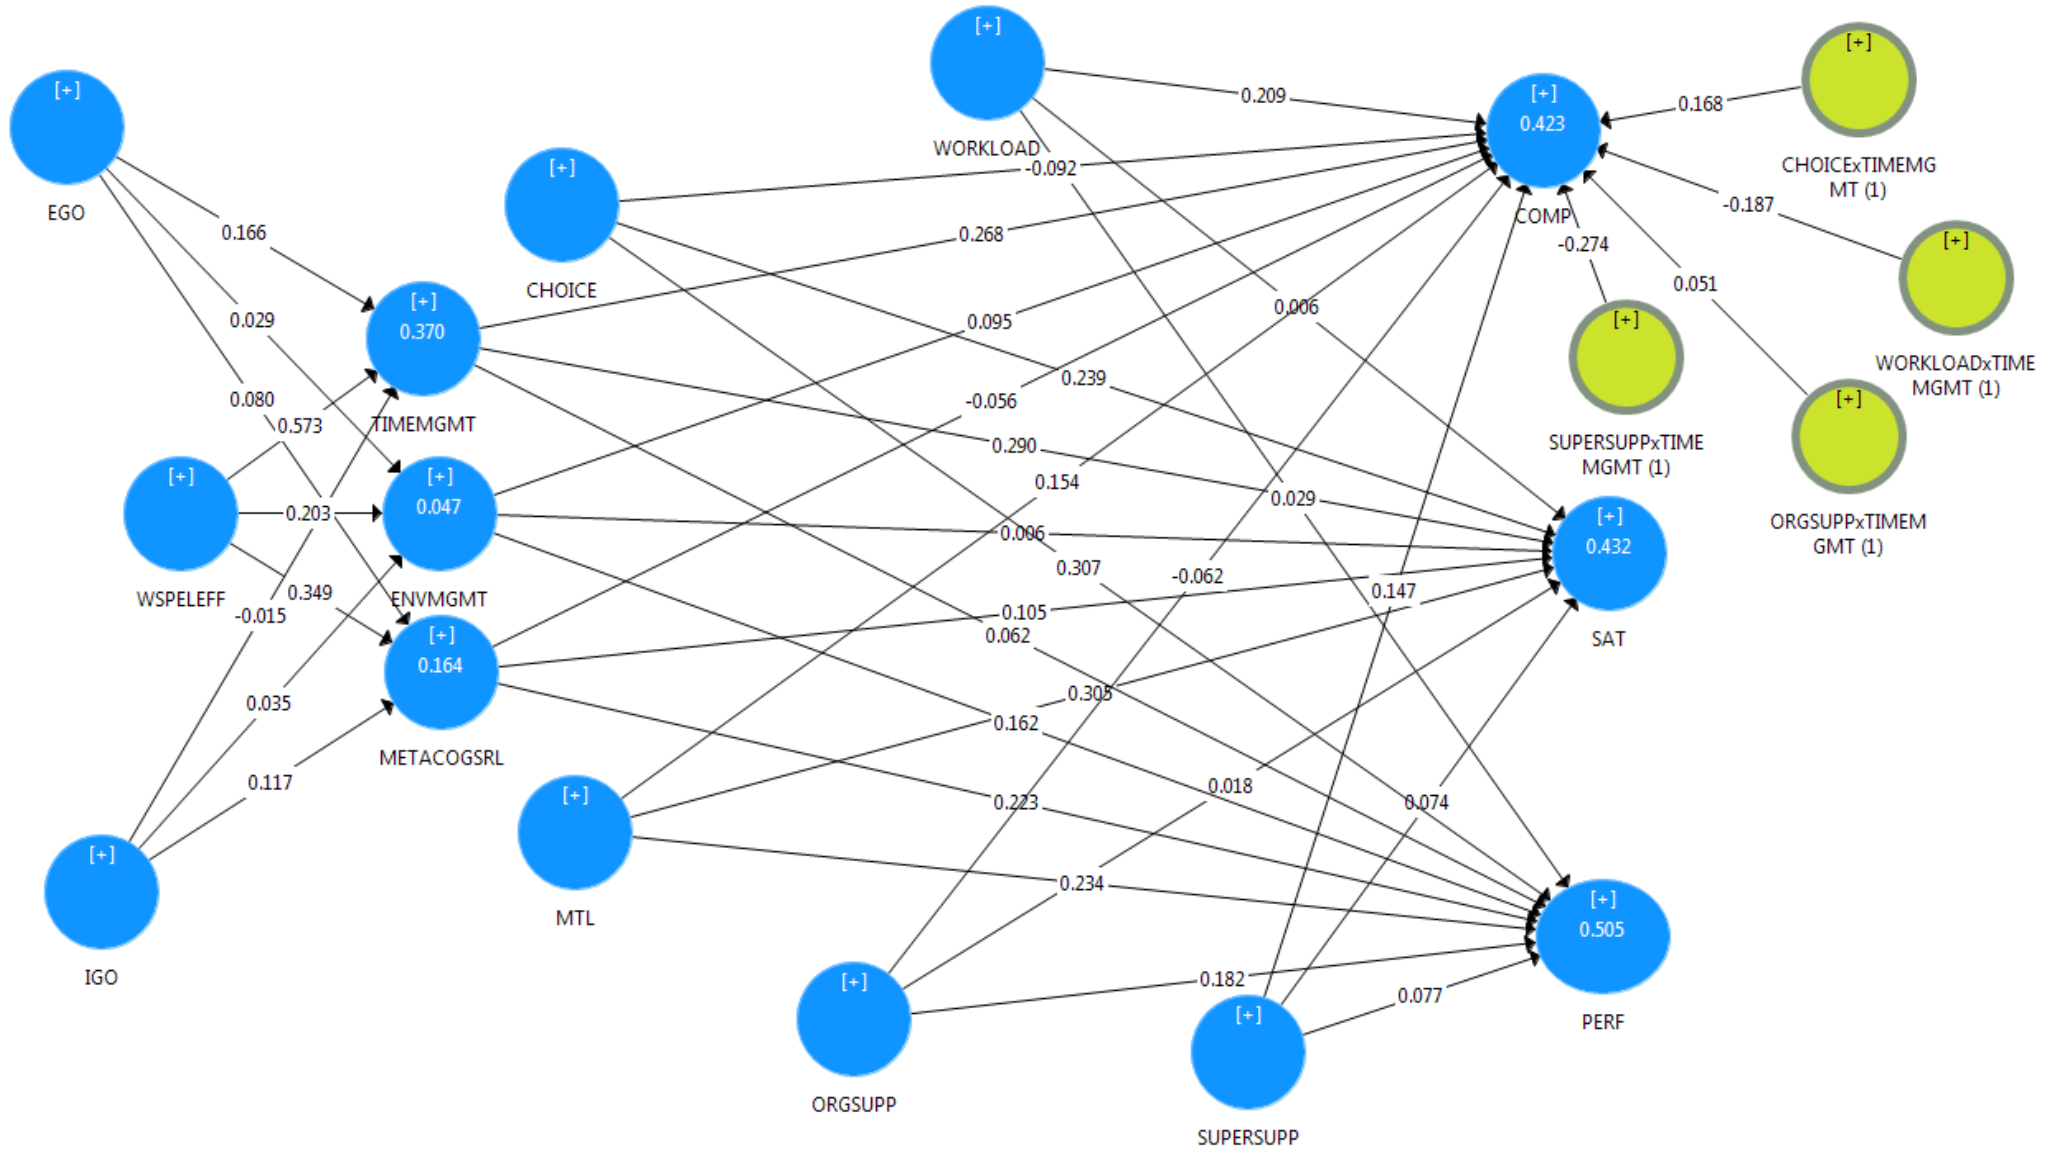 [+]
WORKLOAD
[+]
EGO
[+]
CHOICE
[+]
0.423
COMP
[+]
CHOICExTIMEMG
MT (1)
[+]
WORKLOADxTIME
MGMT (1)
[+]
SUPERSUPPxTIME
MGMT (1)
[+]
ORGSUPPxTIMEM
GMT (1)
0.209
0.168
-0.092
-0.187
0.268
-0.274
0.051
0.166
0.029
0.080
0.573
[+]
0.370
TIMEMGMT
0.095
0.006
-0.056
0.239
0.290
0.154
0.029
[+]
WSPELEFF
0.203
[+]
0.047
ENVMGMT
0.006
0.307
-0.062
0.147
[+]
0.432
SAT
0.349
-0.015
[+]
0.164
METACOGSRL
0.105
0.062
0.305
0.162
0.035
0.117
0.018
0.074
0.223
[+]
IGO
[+]
MTL
0.234
[+]
0.505
PERF
0.182
0.077
[+]
ORGSUPP
[+]
SUPERSUPP